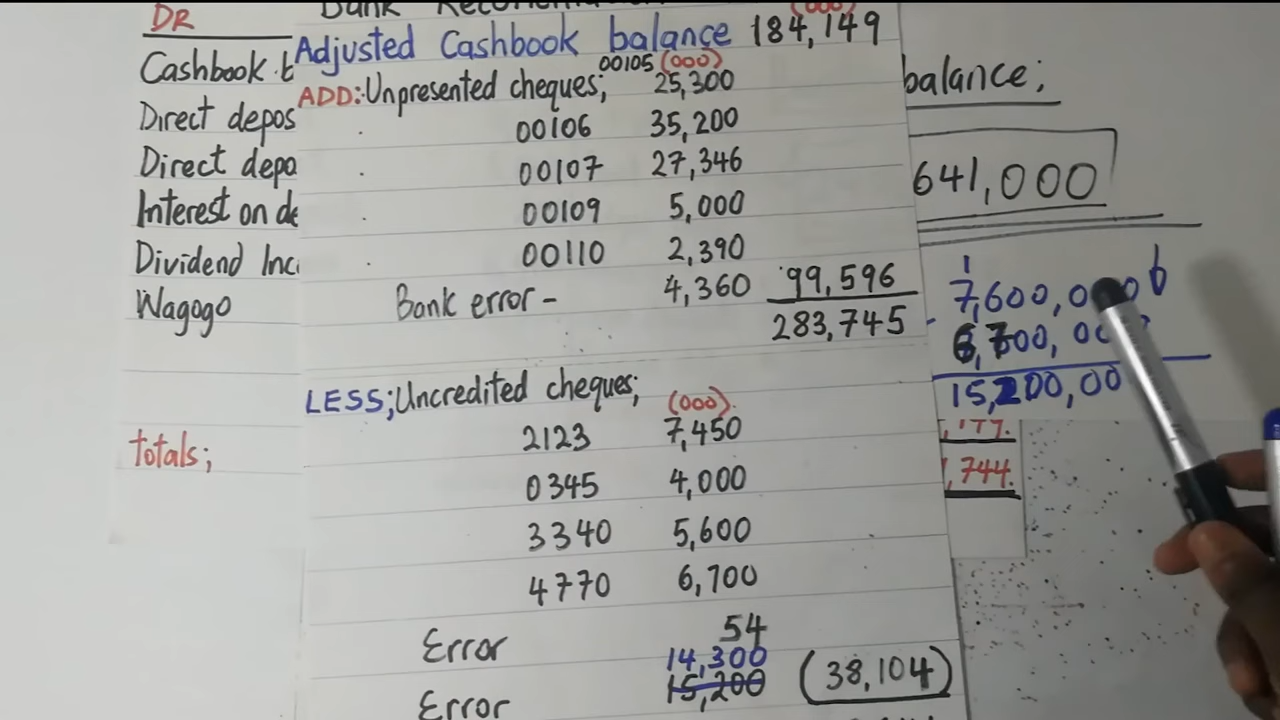 DR
Bank
(000)
Adjusted Cashbook balance 184,149
Cashbook
00105 (000)
ADD: Unpresented cheques; 25,300
balance;
Direct depos
00106 35,200
Direct depo
00107 27,346
641,000
Interest on de
00109 5,000
Dividend Inc
00110 2,390
Wagogo
Bank error - 4,360 99,596
283,745
7,600,000
15,200,00
LESS; Uncredited cheques; (000)
2123 7,450
totals;
,744.
0345 4,000
3340 5,600
4770 6,700
Error 54
14,300
Error 15,200 (38,104)